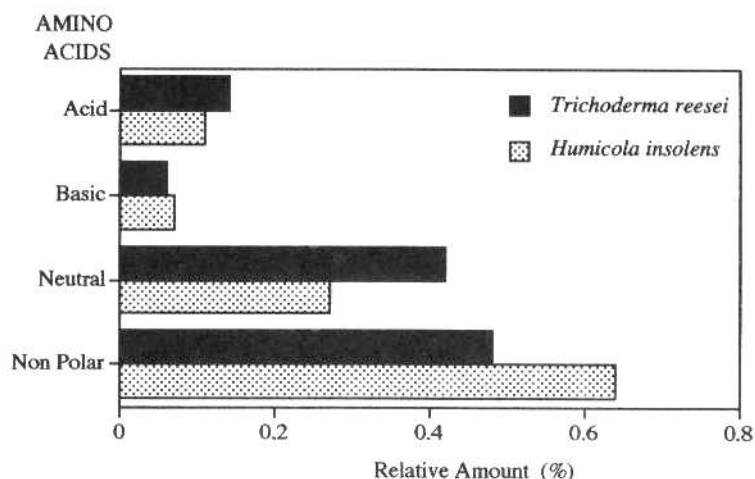 AMINO
ACIDS
Acid
Basic
Neutral
Non Polar
Trichoderma reesei
Humicola insolens
0 0.2 0.4 0.6 0.8
Relative Amount (%)